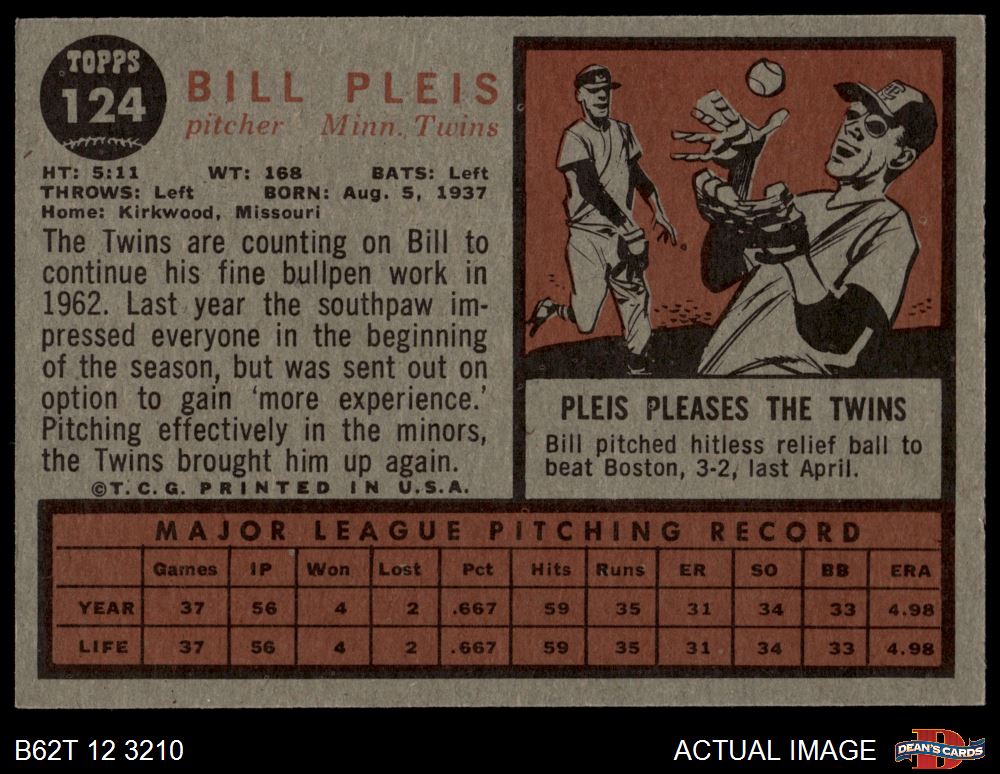 TOPPS
124
BILL PLEIS
pitcher Minn. Twins
HT: 5:11 WT: 168 BATS: Left
THROWS: Left BORN: Aug. 5, 1937
Home: Kirkwood, Missouri
The Twins are counting on Bill to
continue his fine bullpen work in
1962. Last year the southpaw im-
pressed everyone in the beginning
of the season, but was sent out on
option to gain ‘more experience.’
Pitching effectively in the minors,
the Twins brought him up again.
©T.C.G. PRINTED IN U.S.A.
PLEIS PLEASES THE TWINS
Bill pitched hitless relief ball to
beat Boston, 3-2, last April.
MAJOR LEAGUE PITCHING RECORD
Games IP Won Lost Pct Hits Runs ER SO BB ERA
YEAR 37 56 4 2 .667 59 35 31 34 33 4.98
LIFE 37 56 4 2 .667 59 35 31 34 33 4.98
B62T 12 3210 ACTUAL IMAGE
DEAN'S CARDS